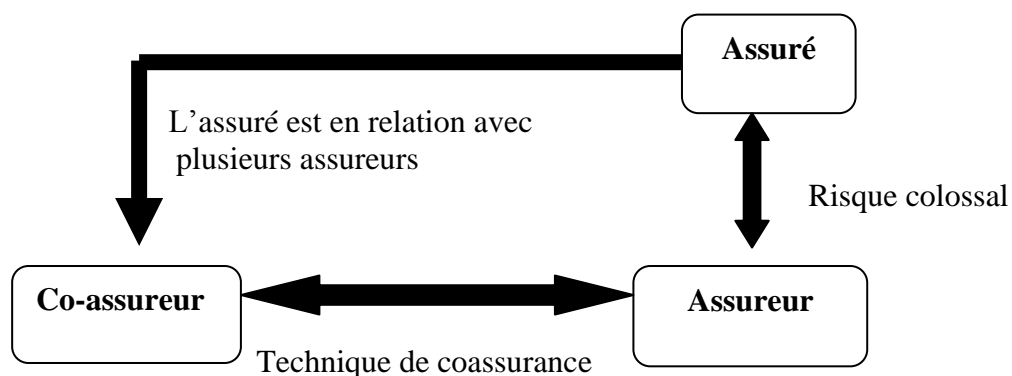 Assuré
L’assuré est en relation avec
plusieurs assureurs
Risque colossal
Co-assureur
Assureur
Technique de coassurance